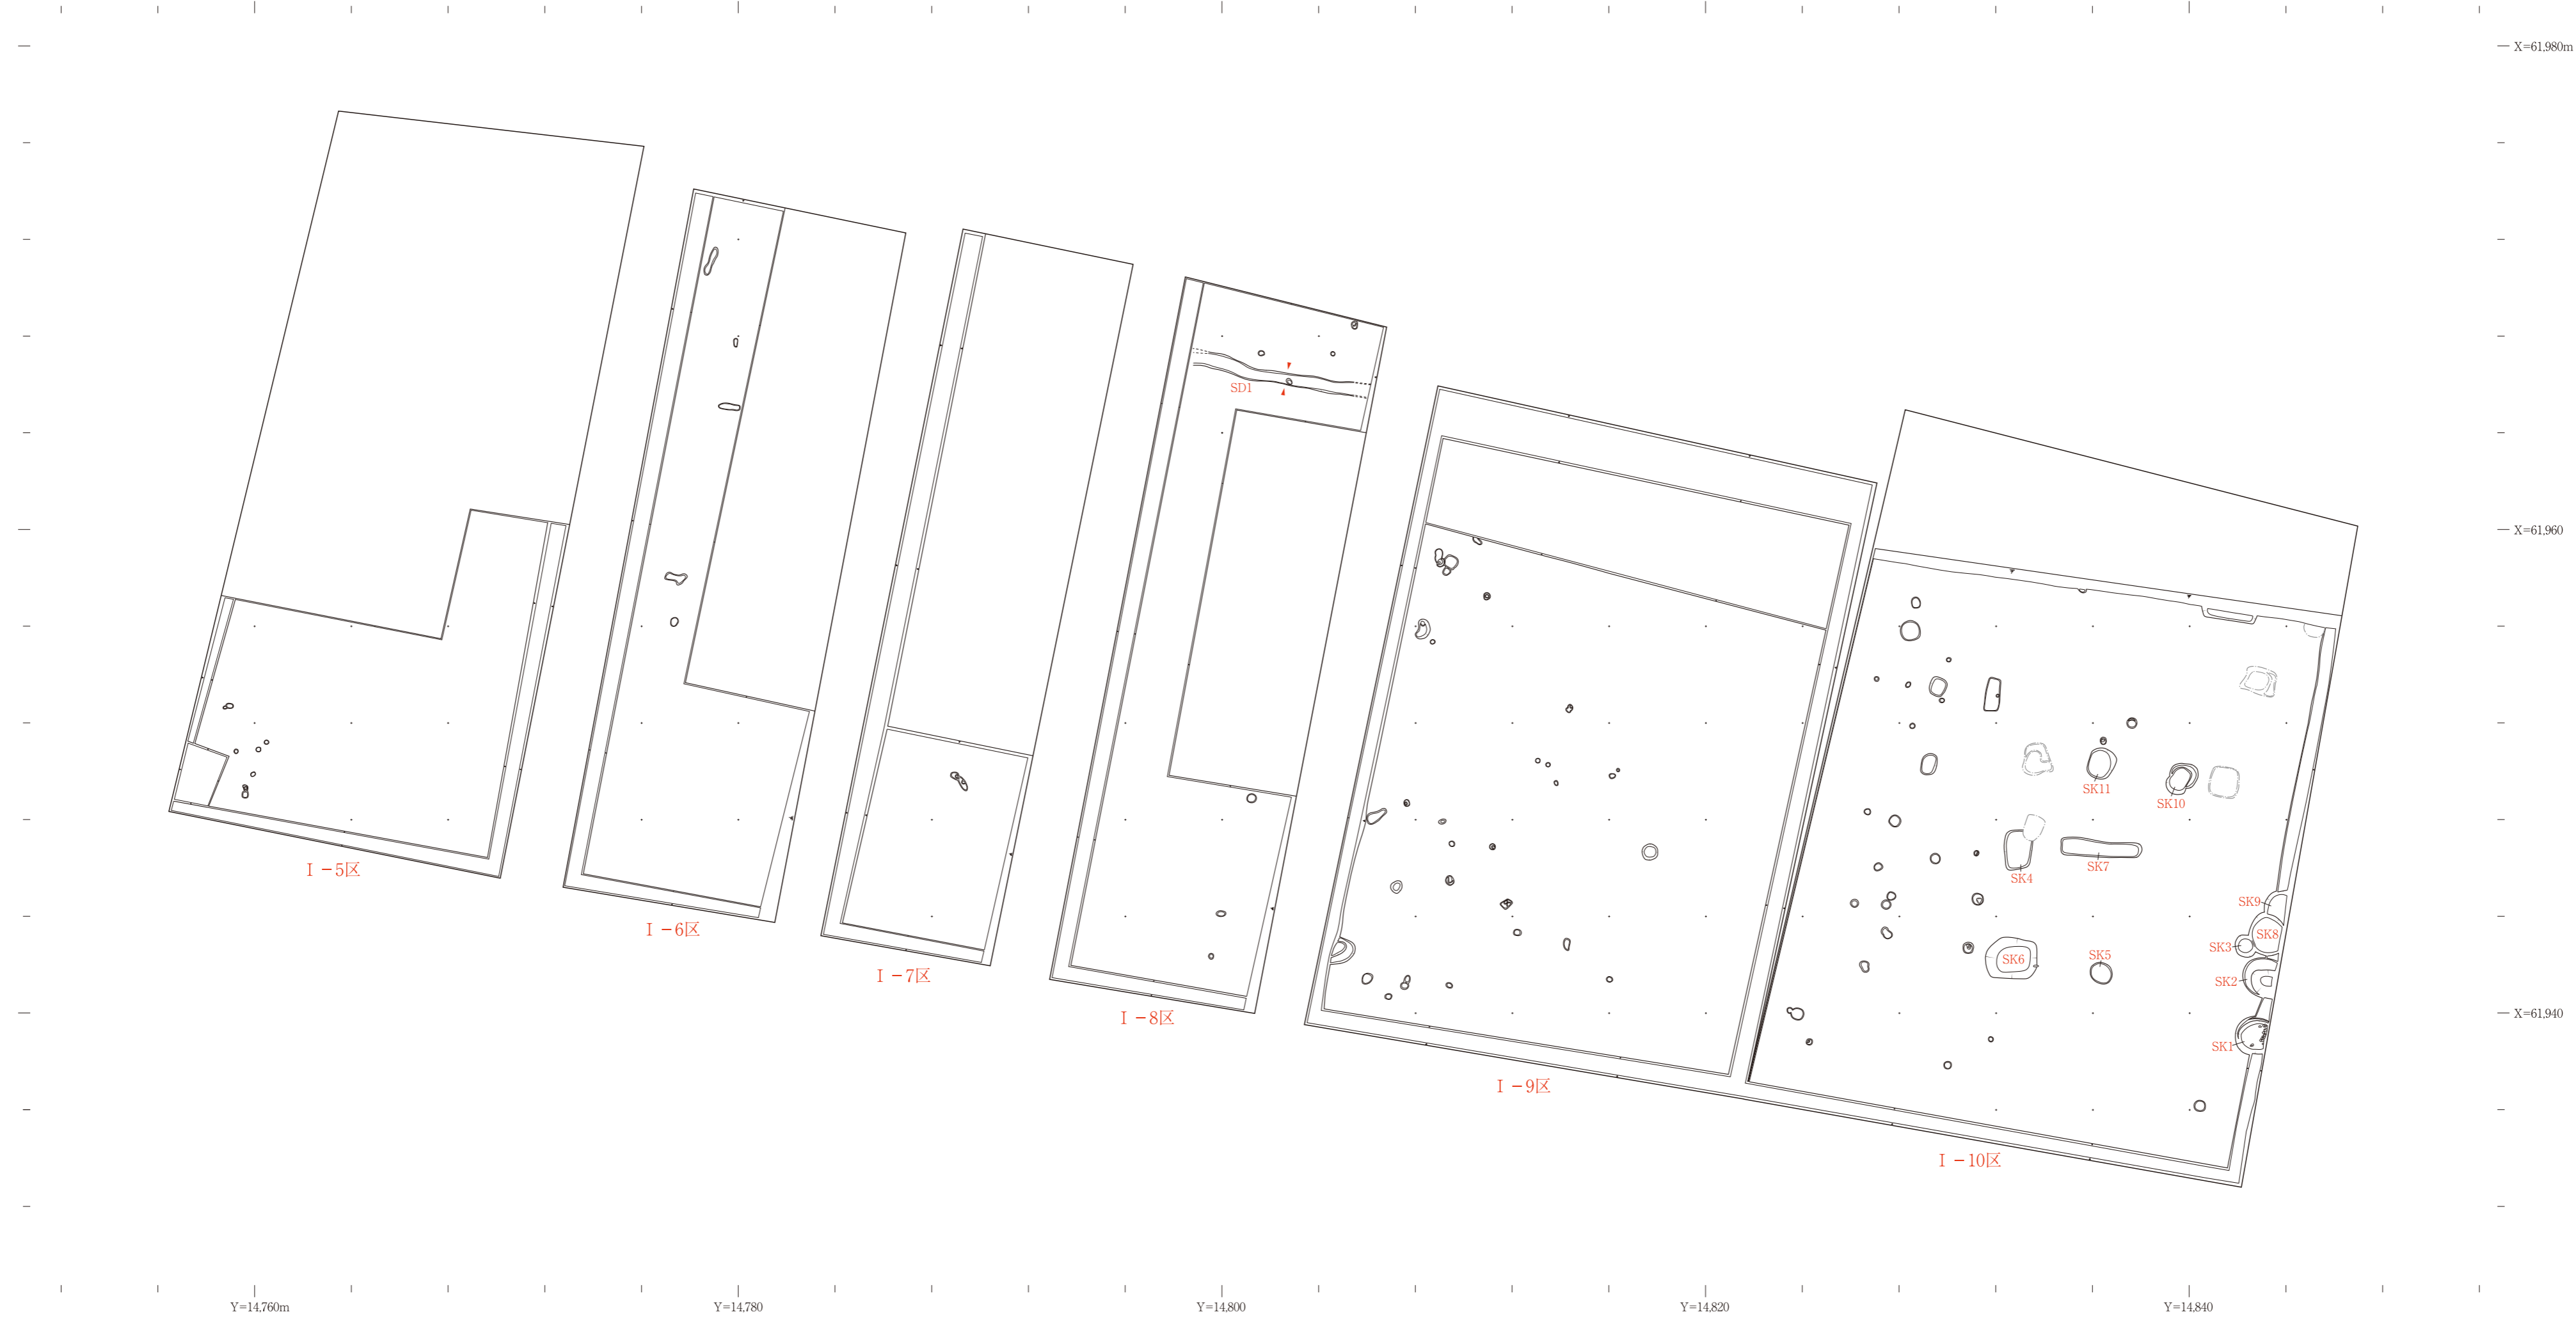 X=61,980m
SD1
X=61,960
SK11
SK10
I－5区
SK7
SK4
SK9
I－6区
SK8
SK3
SK5
SK6
I－7区
SK2
X=61,940
I－8区
SK1
I－9区
I－10区
Y=14,760m
Y=14,780
Y=14,800
Y=14,820
Y=14,840